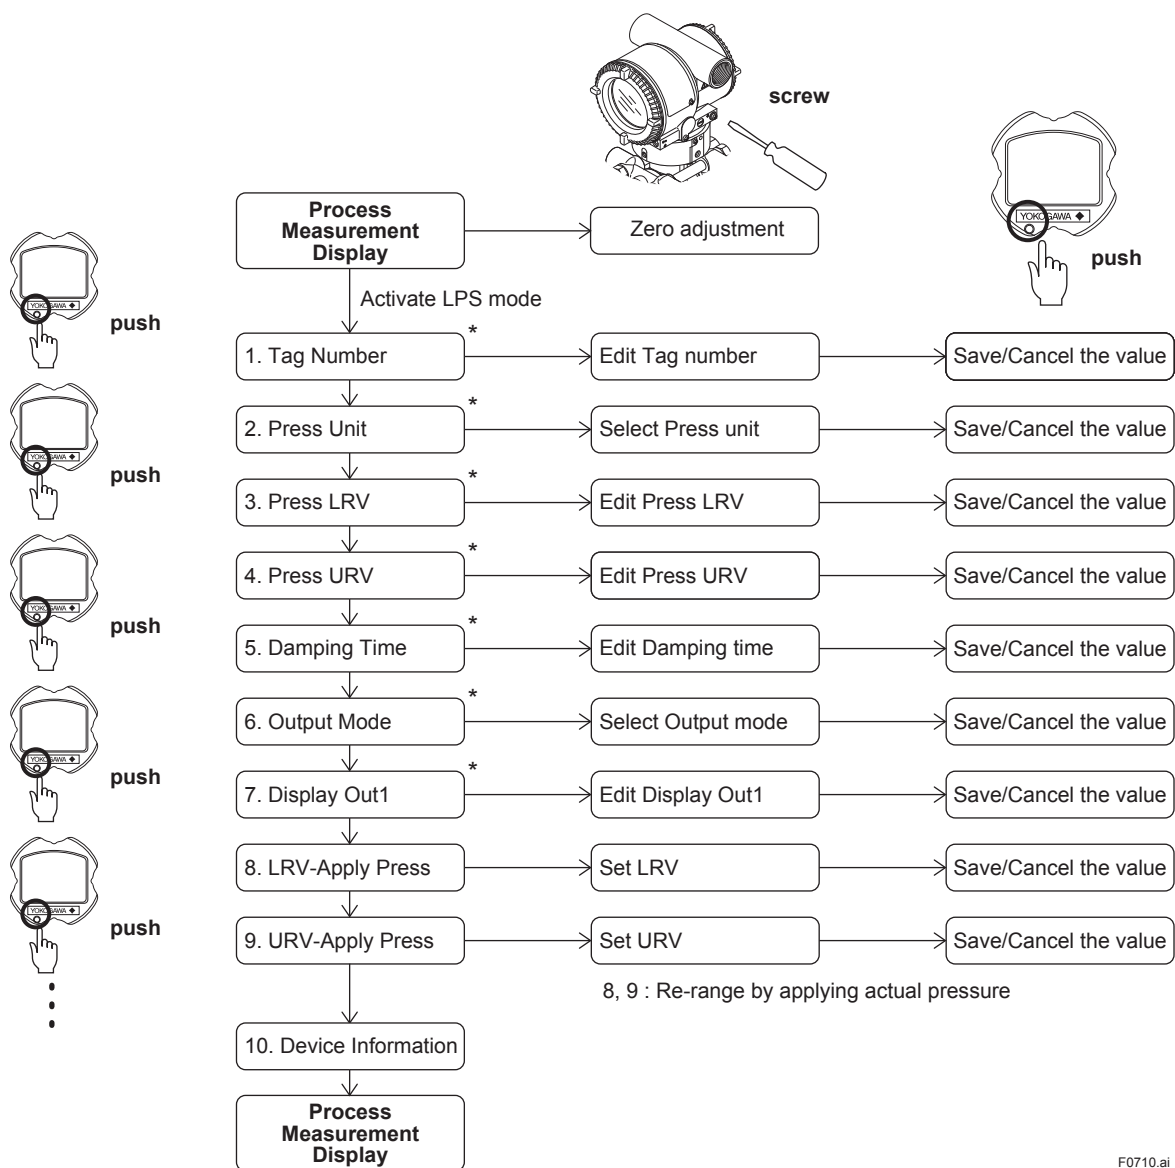 screw
YOKOGAWA ◆
push
Process
Measurement
Display
Zero adjustment
Activate LPS mode
YOKOGAWA ◆
push
1. Tag Number
*
Edit Tag number
Save/Cancel the value
YOKOGAWA ◆
push
2. Press Unit
*
Select Press unit
Save/Cancel the value
3. Press LRV
*
Edit Press LRV
Save/Cancel the value
YOKOGAWA ◆
push
4. Press URV
*
Edit Press URV
Save/Cancel the value
5. Damping Time
*
Edit Damping time
Save/Cancel the value
YOKOGAWA ◆
push
6. Output Mode
*
Select Output mode
Save/Cancel the value
7. Display Out1
*
Edit Display Out1
Save/Cancel the value
YOKOGAWA ◆
push
8. LRV-Apply Press
Set LRV
Save/Cancel the value
9. URV-Apply Press
Set URV
Save/Cancel the value
8, 9 : Re-range by applying actual pressure
10. Device Information
Process
Measurement
Display
F0710.ai